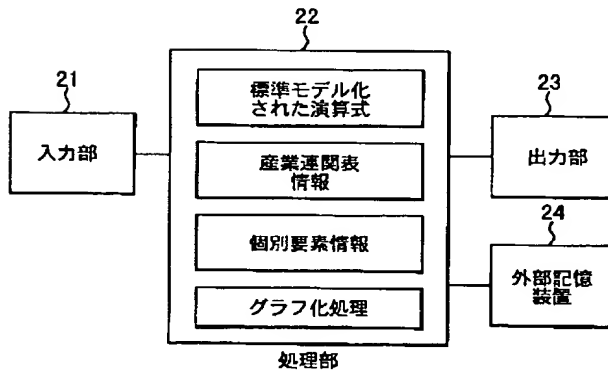 22
21
入力部
標準モデル化
された演算式
産業連関表
情報
個別要素情報
グラフ化処理
処理部
23
出力部
24
外部記憶
装置